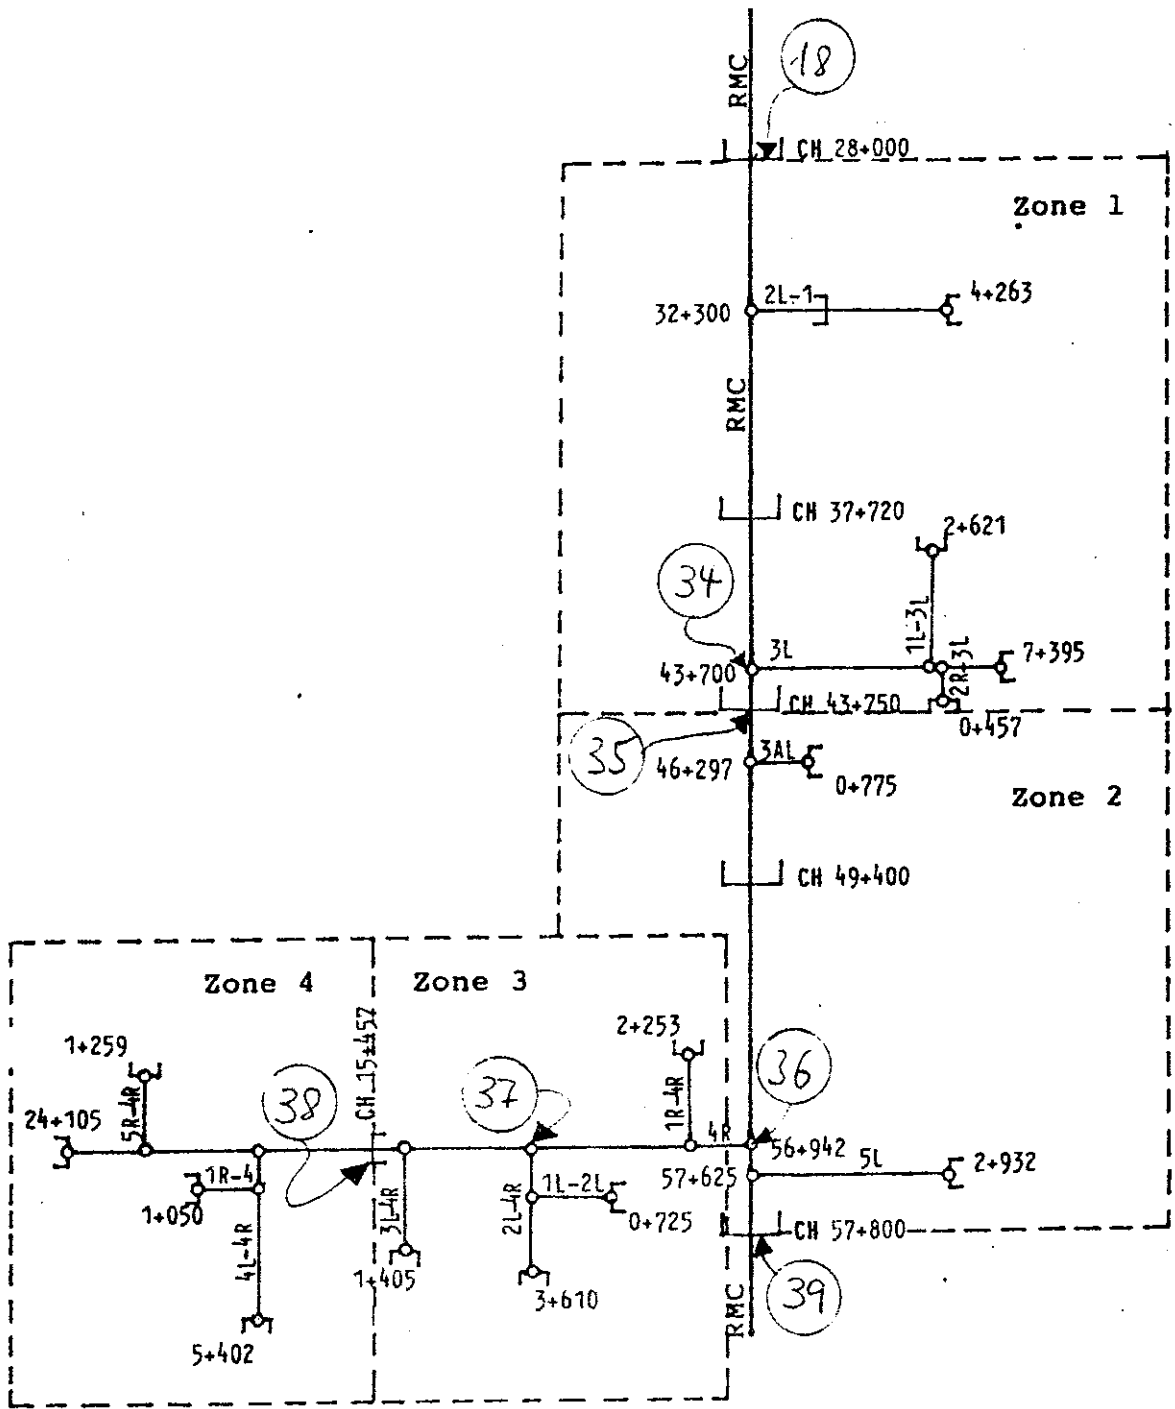 RMC
18
CH 28+000
Zone 1
2L-1
4+263
32+300
RMC
CH 37+720
2+621
34
1L-3L
3L
7+395
43+700
2R-3L
CH 43+750
0+457
35
3AL
46+297
0+775
Zone 2
CH 49+400
Zone 4
Zone 3
CH 15+457
2+253
1+259
36
37
38
5R-4R
1R-4R
24+105
4R
56+942
1R-4
57+625
5L
2+932
1L-2L
1+050
3L-4R
2L-4R
0+725
CH 57+800
4L-4R
1+405
3+610
RMC
39
5+402